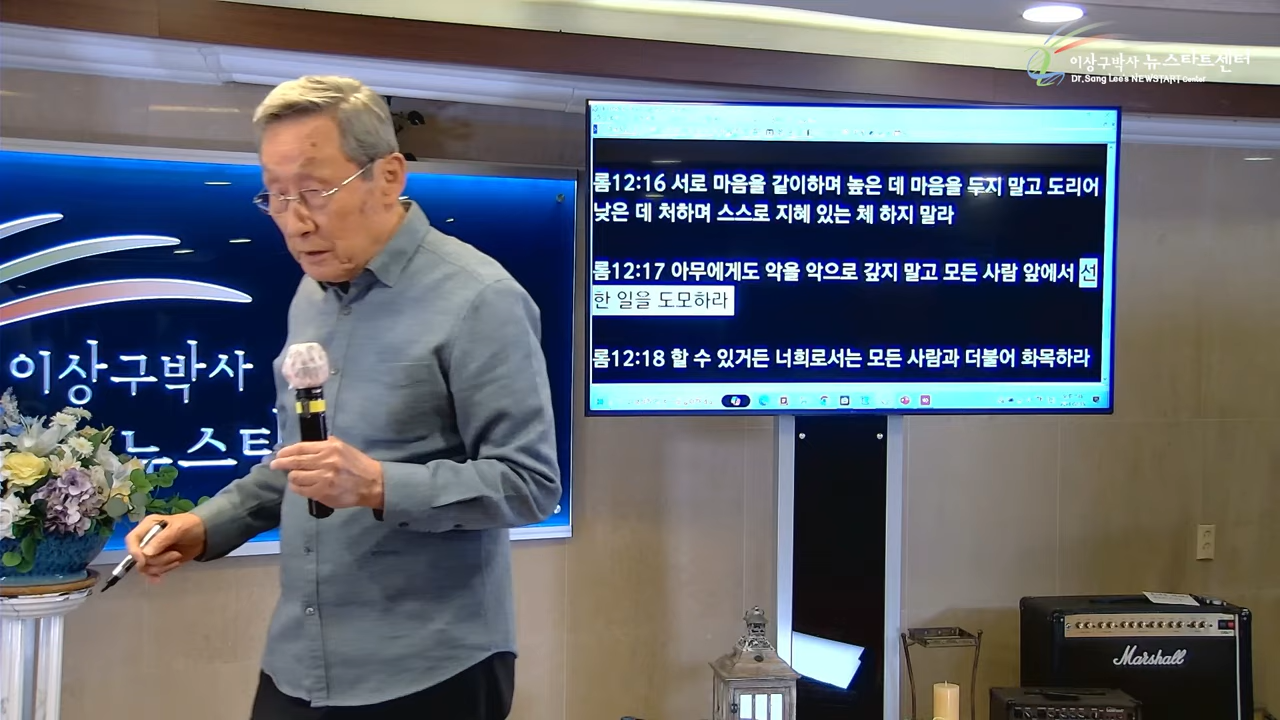 이상구박사 뉴스타트센터
Dr. Sang Lee's NEWSTART Center
롬12:16 서로 마음을 같이하며 높은 데 마음을 두지 말고 도리어
낮은 데 처하며 스스로 지혜 있는 체 하지 말라
롬12:17 아무에게도 악을 악으로 갚지 말고 모든 사람 앞에서 선
한 일을 도모하라
롬12:18 할 수 있거든 너희로서는 모든 사람과 더불어 화목하라
이상구박사
뉴스타
Marshall